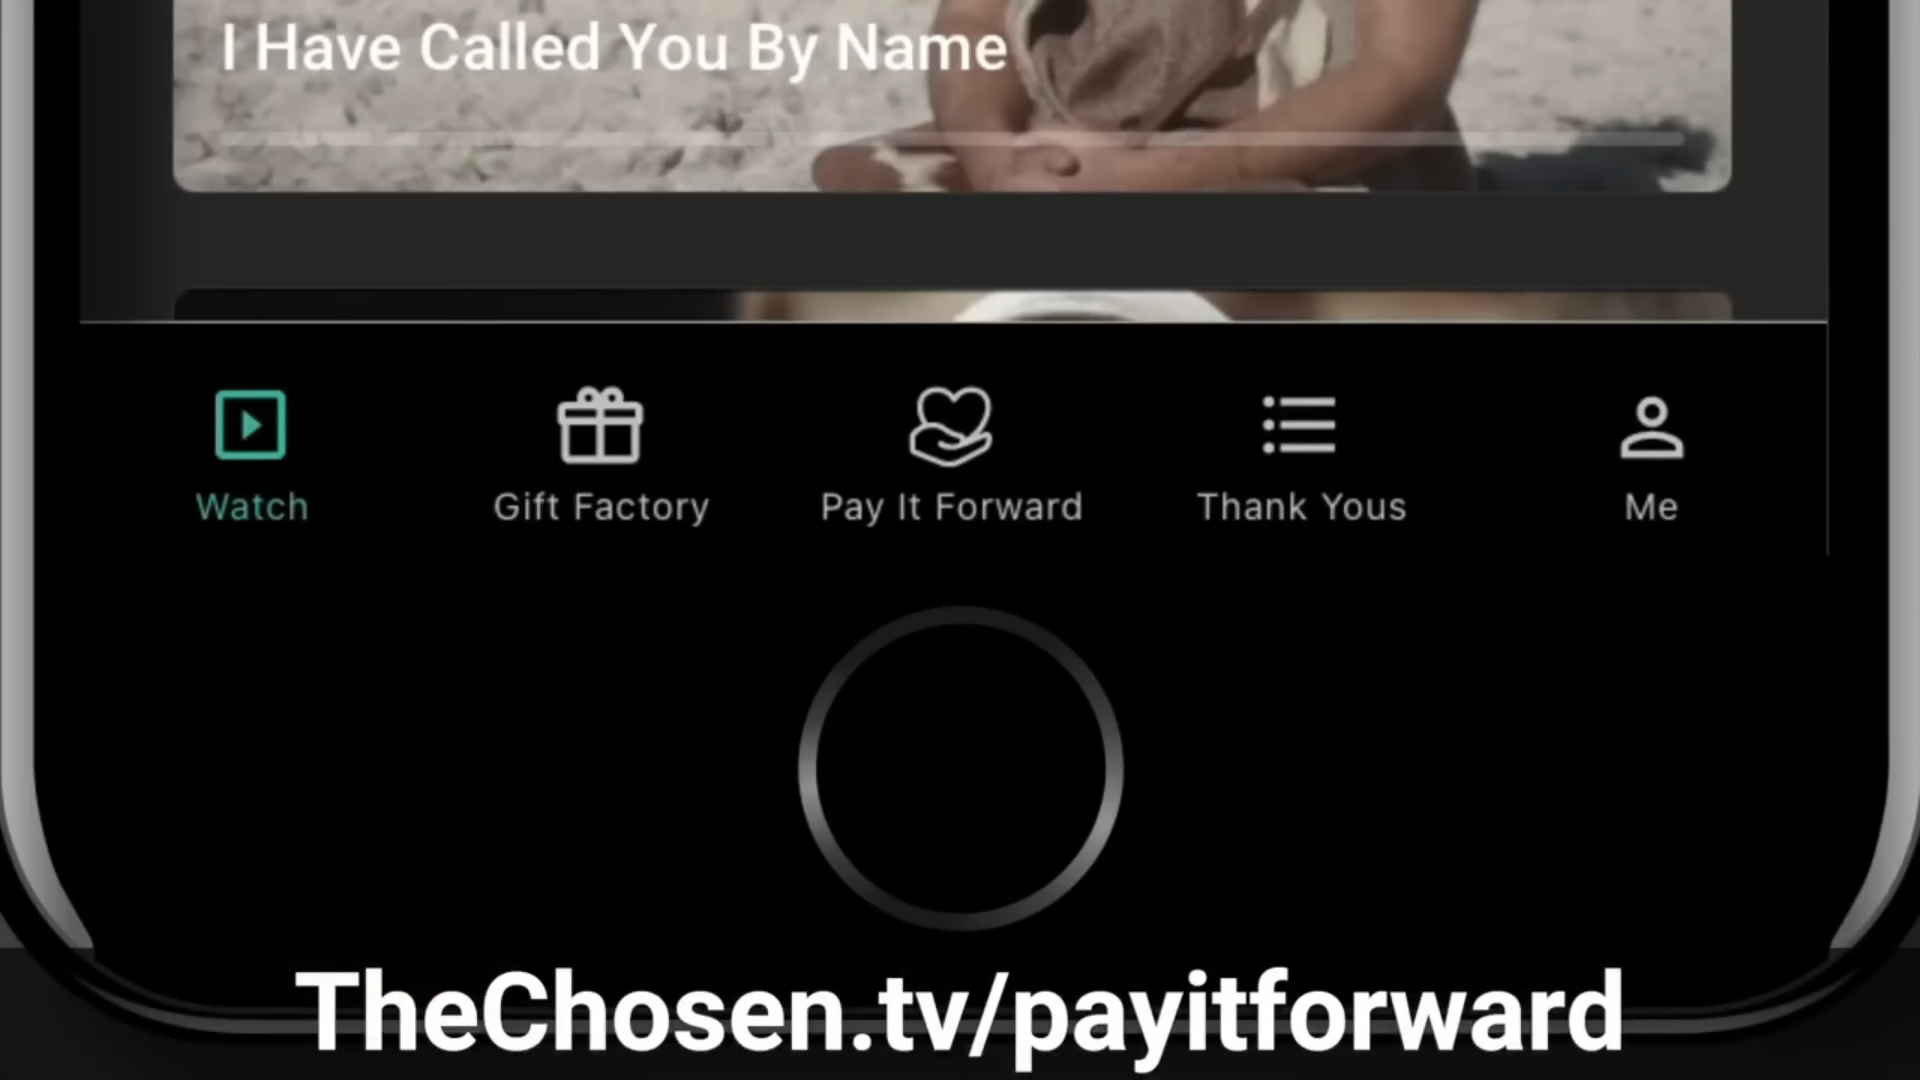 I Have Called You By Name
Watch
Gift Factory
Pay It Forward
Thank Yous
Me
TheChosen.tv/payitforward